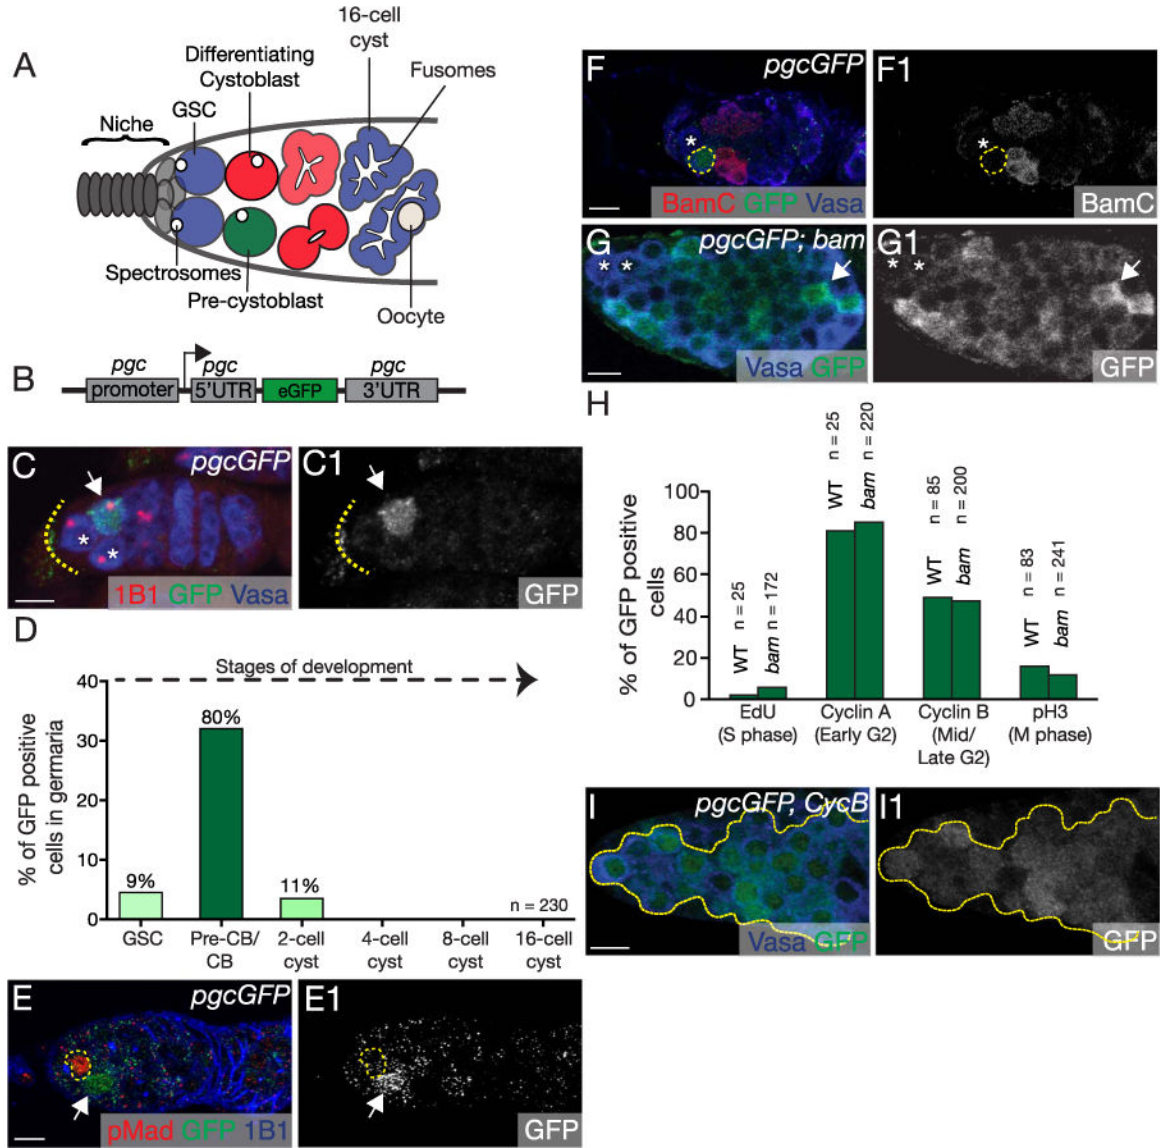 A
16-cell
cyst
Differentiating
Cystoblast
Fusomes
GSC
Niche
Spectrosomes
Pre-cystoblast
Oocyte
B
pgc
pgc
pgc
promoter
5'UTR
eGFP
3'UTR
C
pgcGFP
*
*
1B1 GFP Vasa
C1
GFP
D
Stages of development
% of GFP positive
cells in germaria
40
30
20
10
0
9%
80%
11%
n = 230
GSC
Pre-CB/
CB
2-cell
cyst
4-cell
cyst
8-cell
cyst
16-cell
cyst
E
pgcGFP
pMad GFP 1B1
E1
GFP
F
pgcGFP
*
BamC GFP Vasa
F1
*
BamC
G
pgcGFP; bam
* *
Vasa GFP
G1
* *
GFP
H
% of GFP positive
cells
100
80
60
40
20
0
WT n = 25
bam n = 172
WT n = 25
bam n = 220
WT n = 85
bam n = 200
WT n = 83
bam n = 241
EdU
(S phase)
Cyclin A
(Early G2)
Cyclin B
(Mid/
Late G2)
pH3
(M phase)
I
pgcGFP, CycB
Vasa GFP
I1
GFP